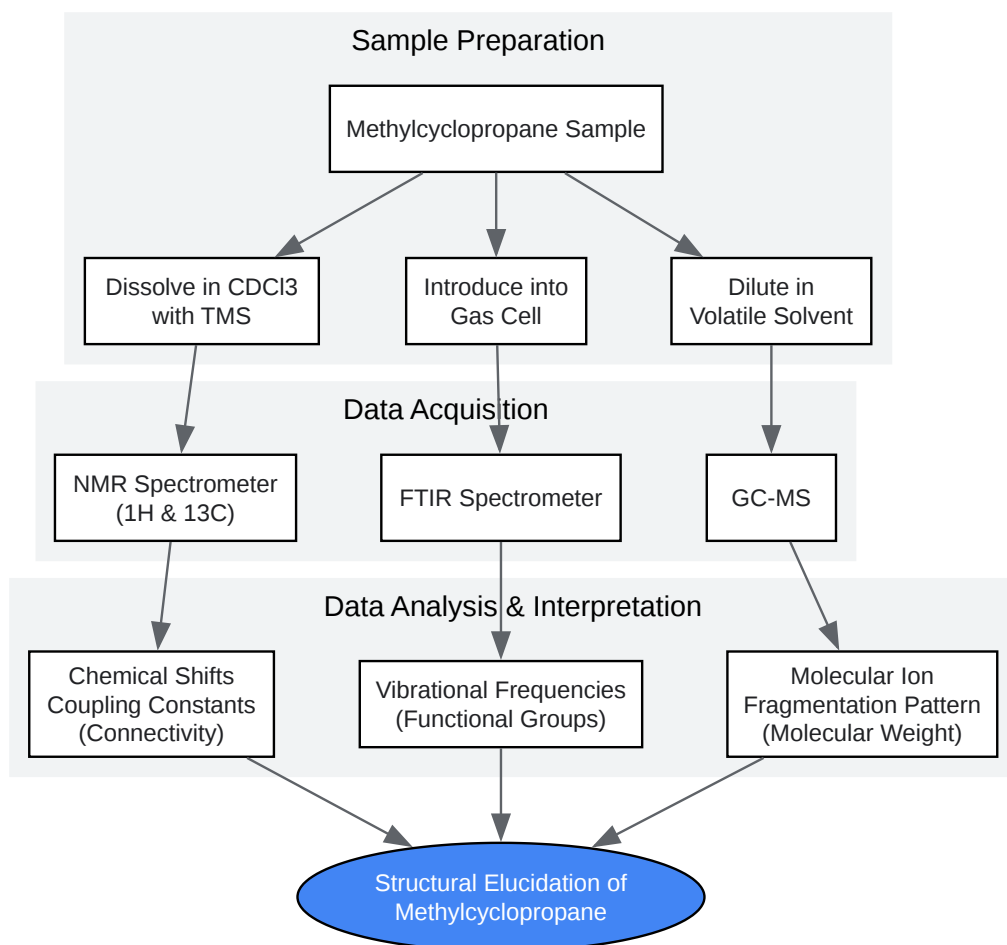 Sample Preparation
Methylcyclopropane Sample
Dissolve in CDCl3
with TMS
Introduce into
Gas Cell
Dilute in
Volatile Solvent
Data Acquisition
NMR Spectrometer
(1H & 13C)
FTIR Spectrometer
GC-MS
Data Analysis & Interpretation
Chemical Shifts
Coupling Constants
(Connectivity)
Vibrational Frequencies
(Functional Groups)
Molecular Ion
Fragmentation Pattern
(Molecular Weight)
Structural Elucidation of
Methylcyclopropane